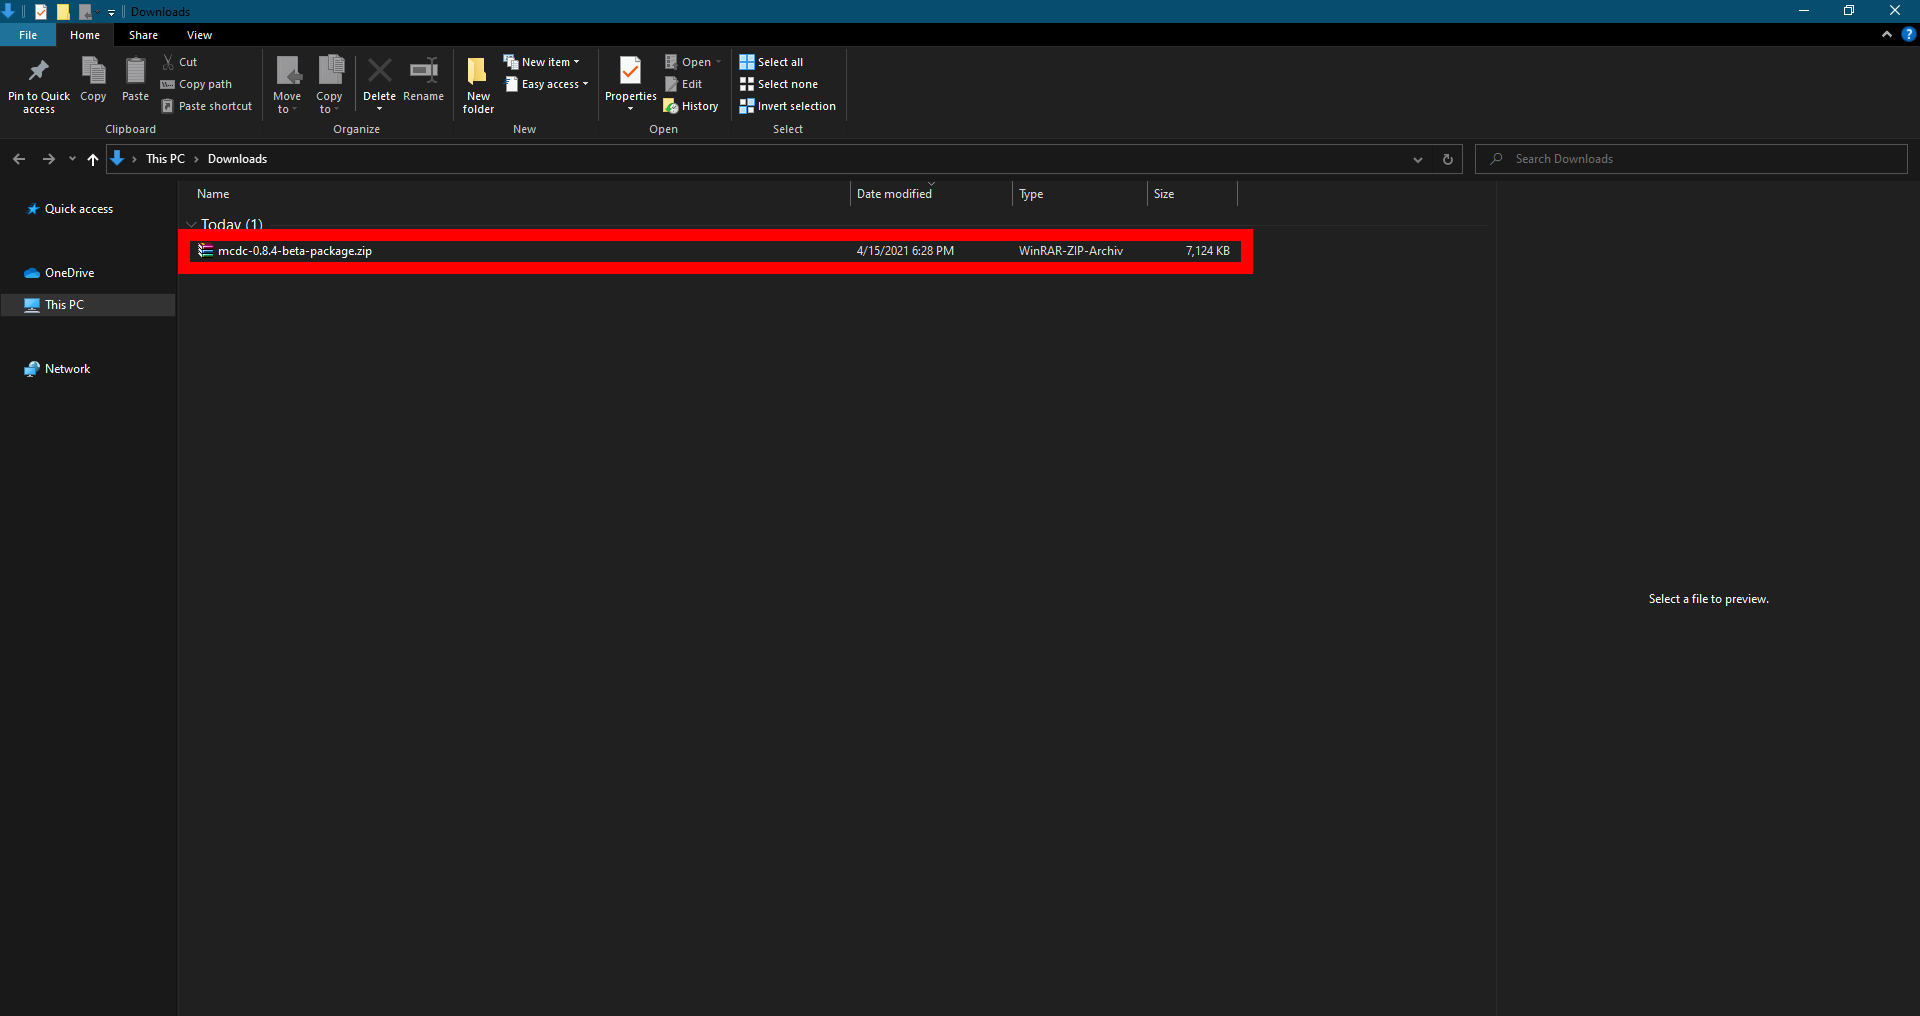 Downloads
File Home Share View
Pin to Quick access
Copy
Paste
Cut
Copy path
Paste shortcut
Clipboard
Move to
Copy to
Delete
Rename
Organize
New folder
New item
Easy access
New
Properties
Open
Edit
History
Open
Select all
Select none
Invert selection
Select
This PC > Downloads
Search Downloads
Quick access
OneDrive
This PC
Network
Name Date modified Type Size
Today (1)
mcdc-0.8.4-beta-package.zip 4/15/2021 6:28 PM WinRAR-ZIP-Archiv 7,124 KB
Select a file to preview.